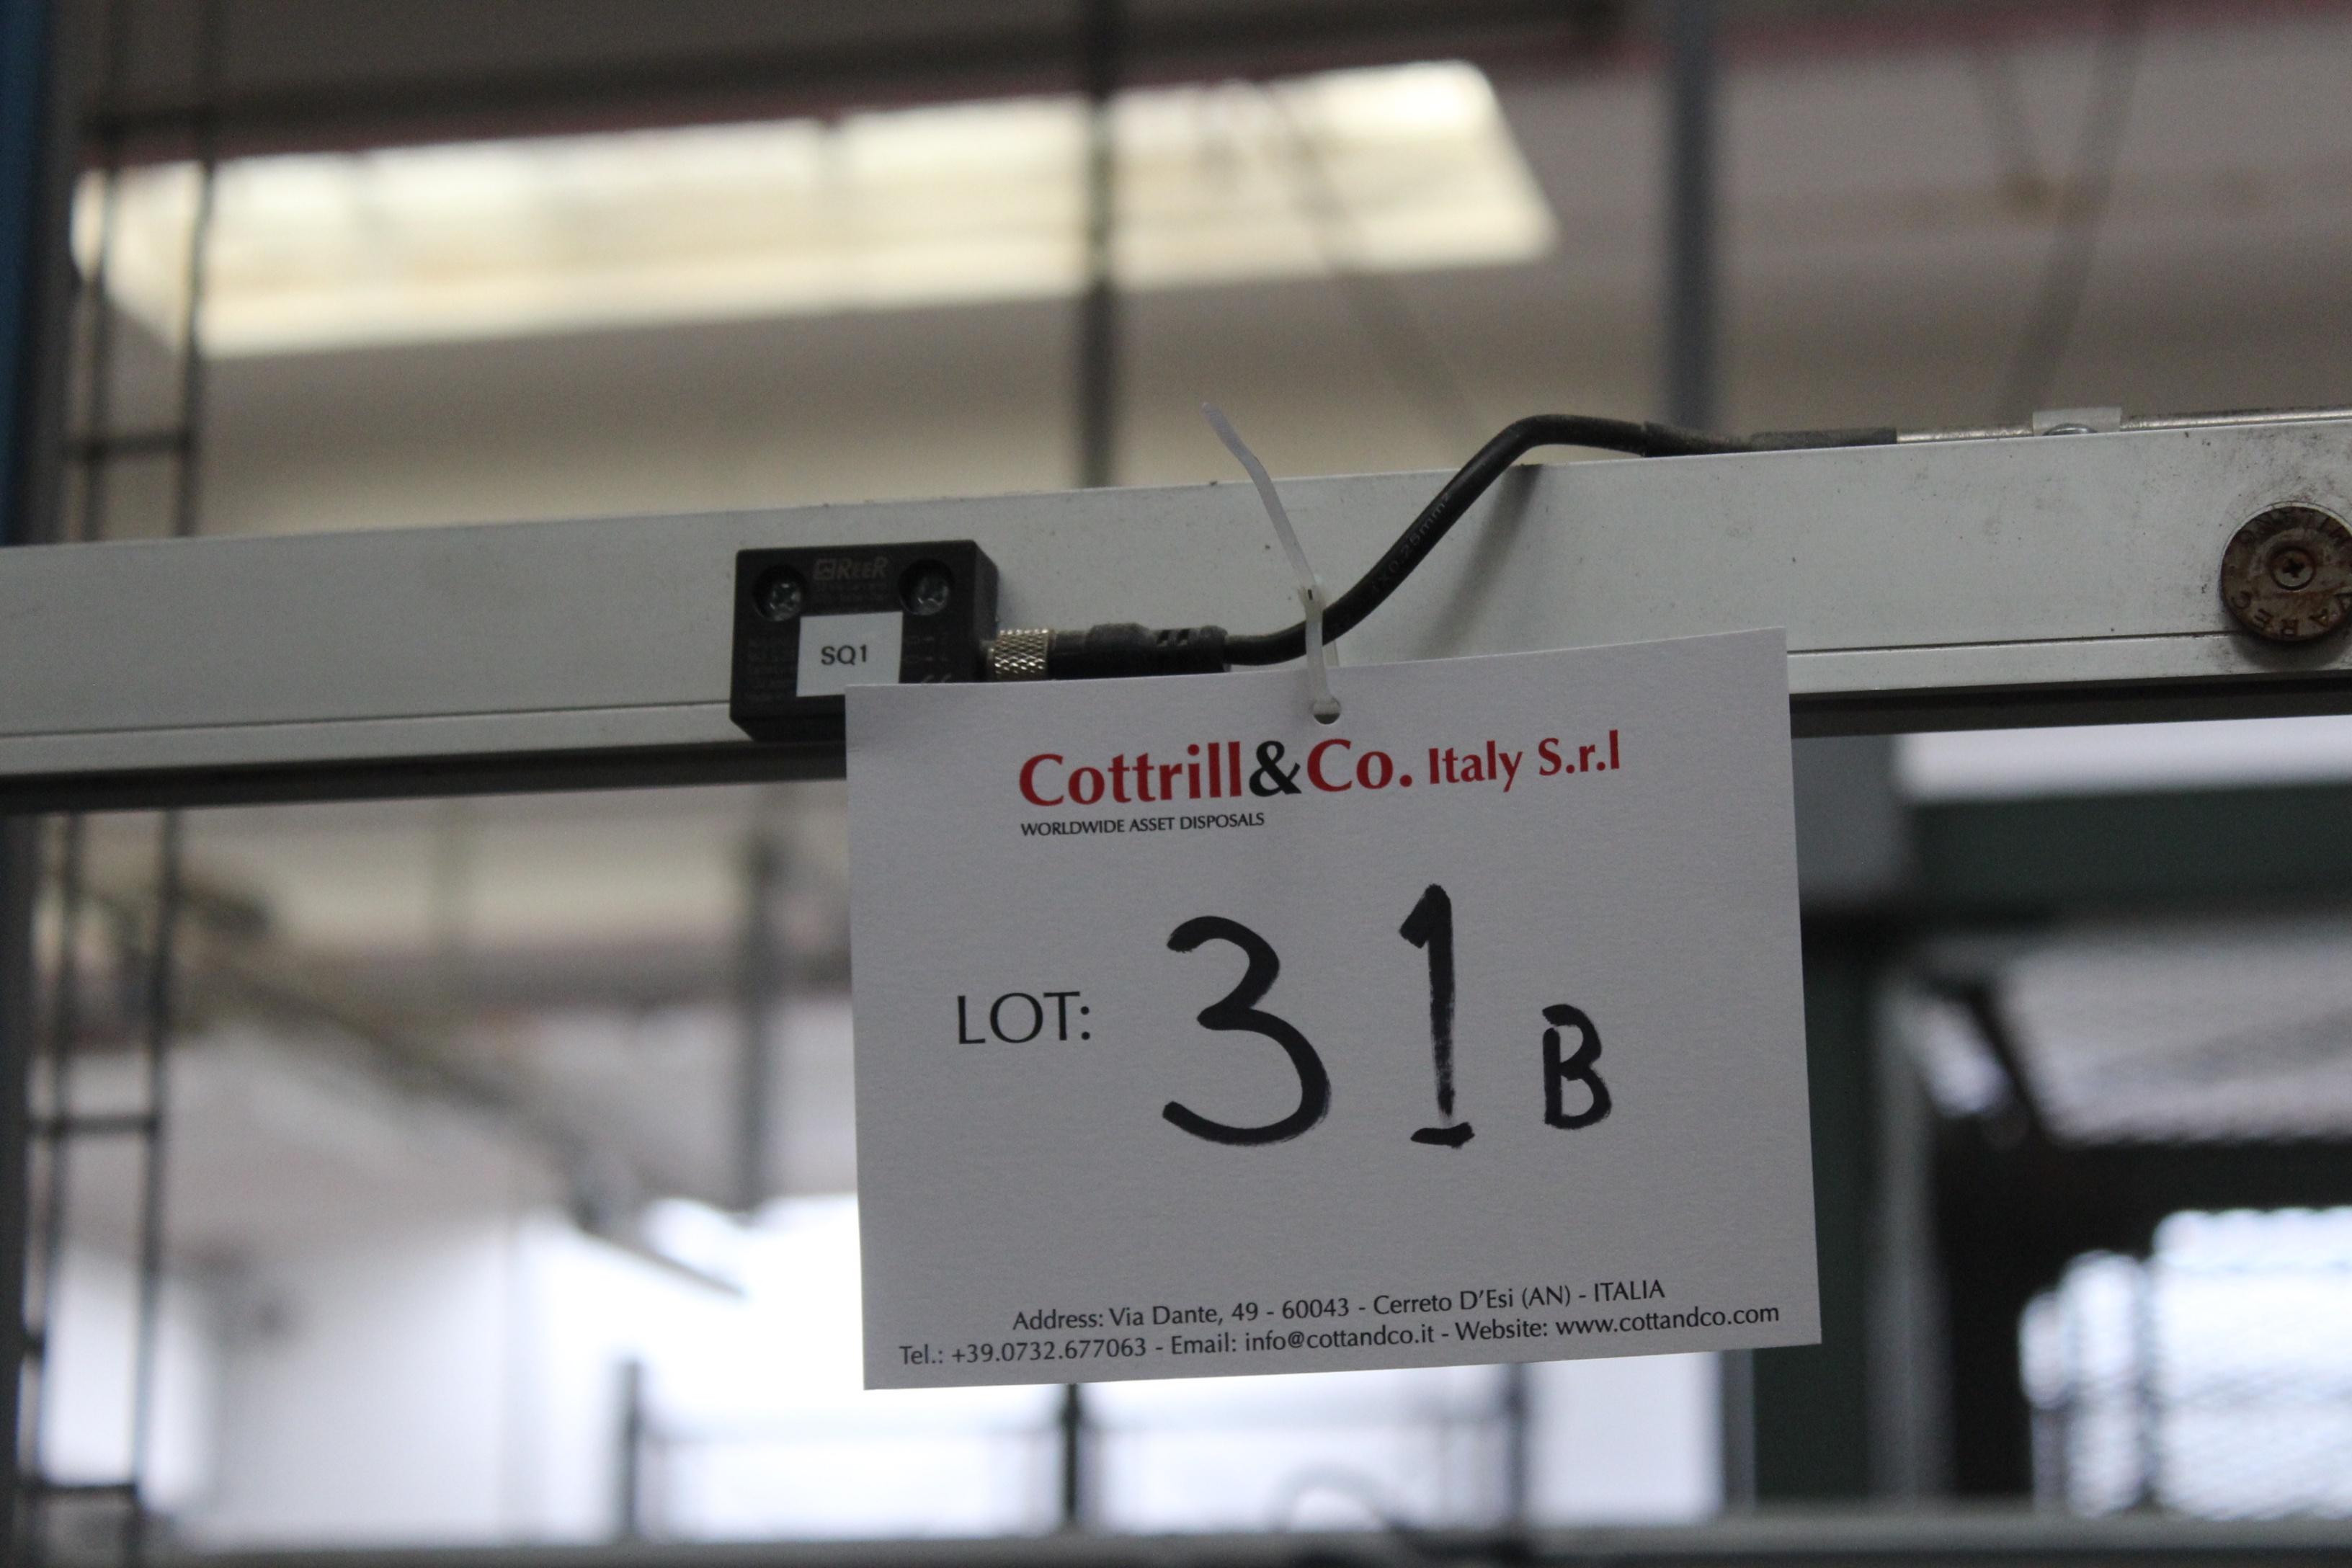 REER
SQ1
Cottrill&Co. Italy S.r.l
WORLDWIDE ASSET DISPOSALS
LOT: 31 B
Address: Via Dante, 49 - 60043 - Cerreto D'Esi (AN) - ITALIA
Tel.: +39.0732.677063 - Email: info@cottandco.it - Website: www.cottandco.com